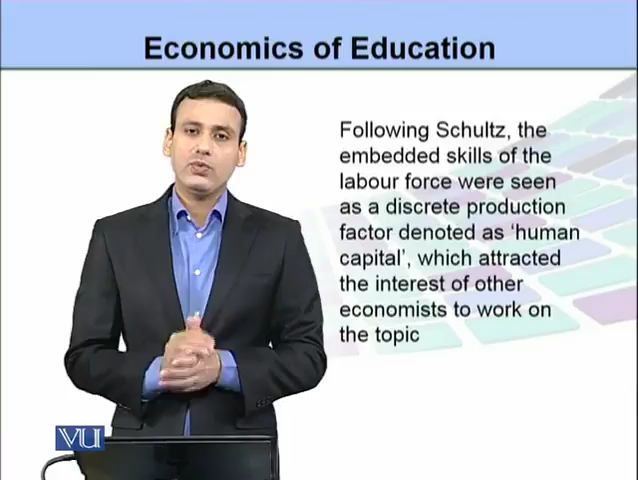 Economics of Education
Following Schultz, the
embedded skills of the
labour force were seen
as a discrete production
factor denoted as ‘human
capital’, which attracted
the interest of other
economists to work on
the topic
VU